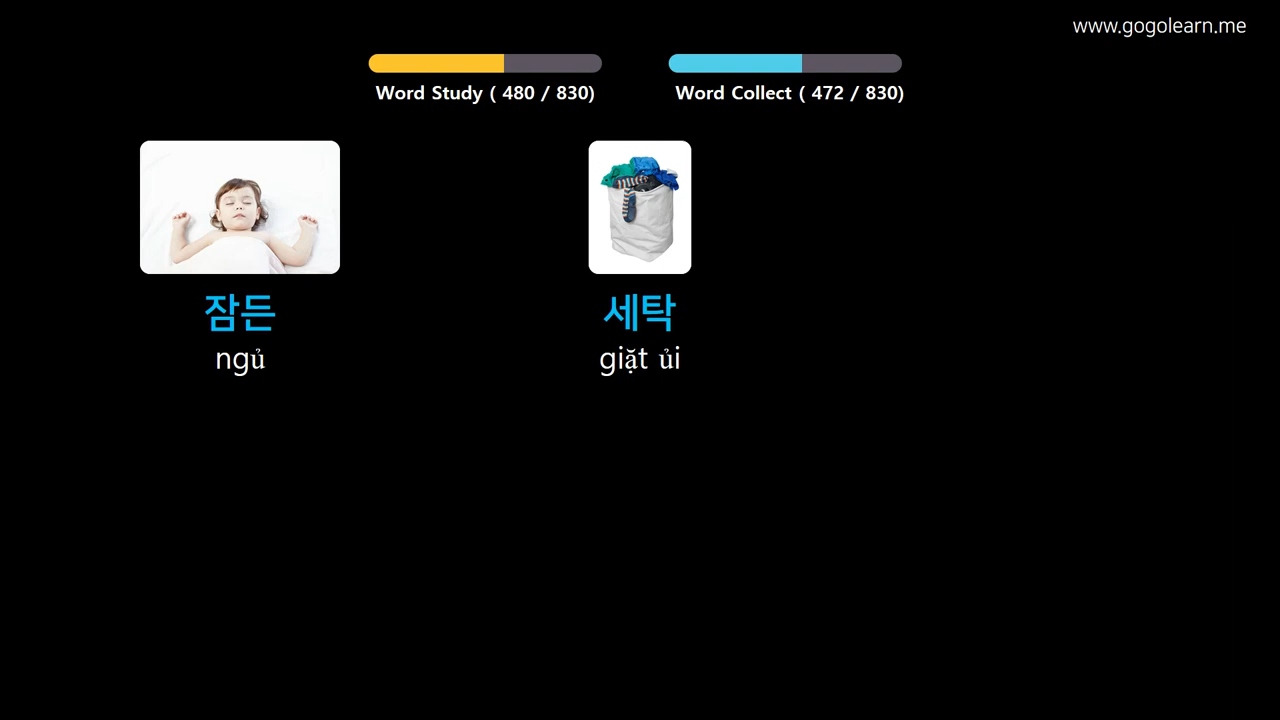 www.gogolearn.me
Word Study ( 480 / 830)
Word Collect ( 472 / 830)
잠든
ngủ
세탁
giặt ủi